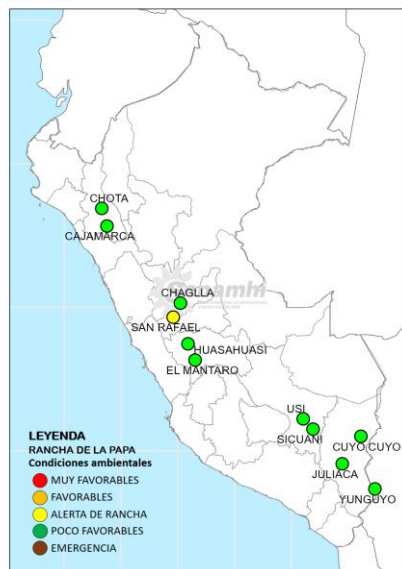 CHOTA
CAJAMARCA
CHAGLLA
SAN RAFAEL
HUASAHUASI
EL MANTARO
USI
SICUANI
CUYO CUYO
JULIACA
YUNGUYO
LEYENDA
RANCHA DE LA PAPA
Condiciones ambientales
MUY FAVORABLES
FAVORABLES
ALERTA DE RANCHA
POCO FAVORABLES
EMERGENCIA